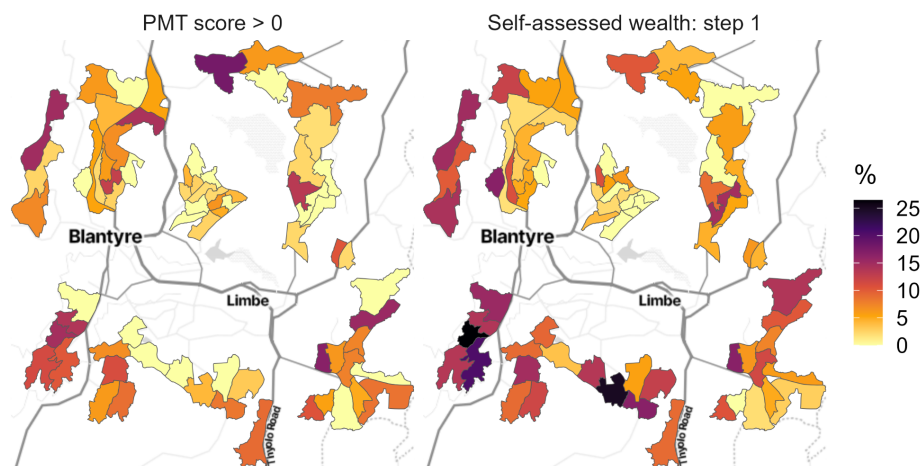 PMT score > 0
Self-assessed wealth: step 1
Blantyre
Limbe
Thyolo Road
Blantyre
Limbe
Thyolo Road
%
25
20
15
10
5
0